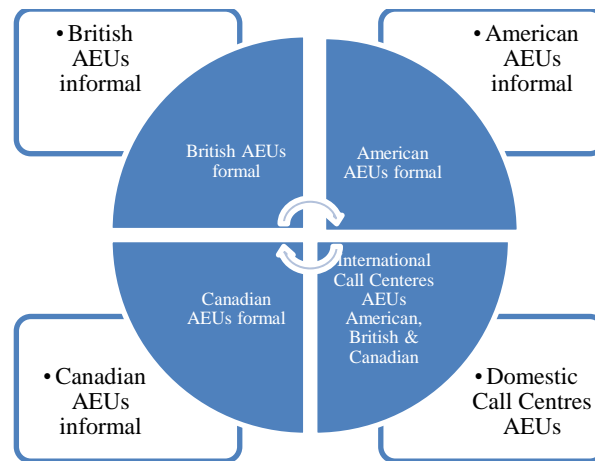 • British
AEUs
informal
• American
AEUs
informal
British AEUs
formal
American
AEUs formal
Canadian
AEUs formal
International
Call Centeres
AEUs
American,
British &
Canadian
• Canadian
AEUs
informal
• Domestic
Call Centres
AEUs